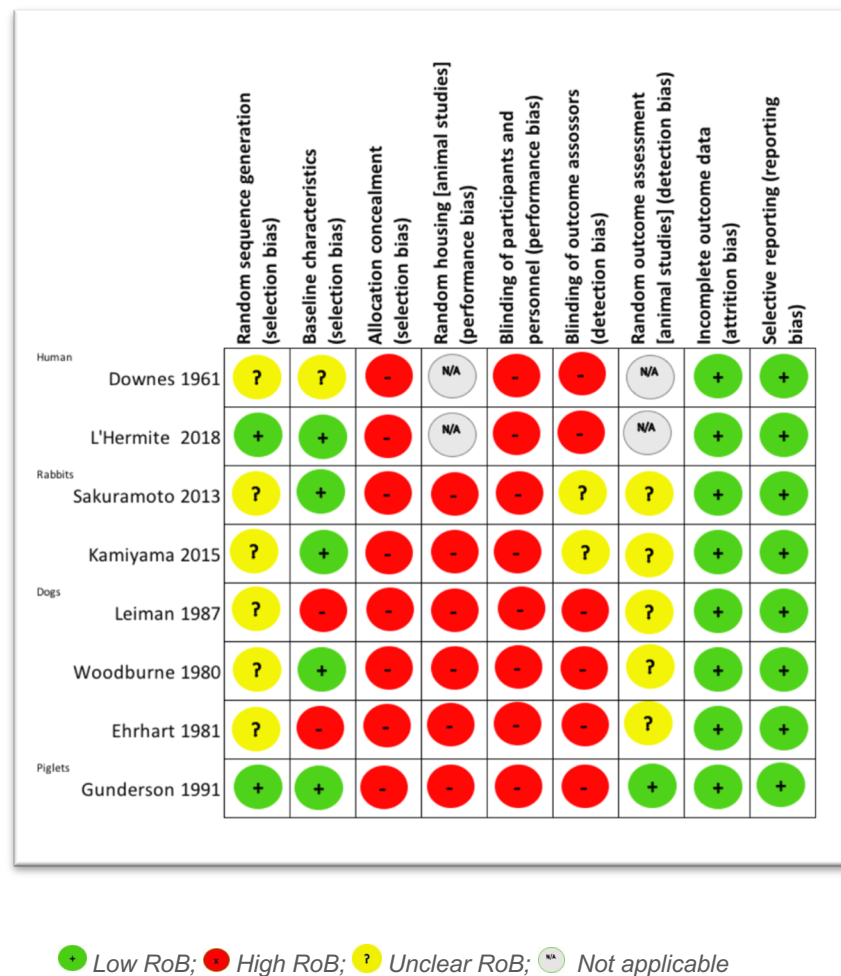 Random sequence generation
(selection bias)
Baseline characteristics
(selection bias)
Allocation concealment
(selection bias)
Random housing [animal studies]
(performance bias)
Blinding of participants and
personnel (performance bias)
Blinding of outcome assossors
(detection bias)
Random outcome assessment
[animal studies] (detection bias)
Incomplete outcome data
(attrition bias)
Selective reporting (reporting
bias)
Human
Downes 1961 ? ? - N/A - - N/A + +
L'Hermite 2018 + + - N/A - - N/A + +
Rabbits
Sakuramoto 2013 ? + - - - ? ? + +
Kamiyama 2015 ? + - - - ? ? + +
Dogs
Leiman 1987 ? - - - - - ? + +
Woodburne 1980 ? + - - - - ? + +
Ehrhart 1981 ? - - - - - ? + +
Piglets
Gunderson 1991 + + - - - - + + +
+ Low RoB; x High RoB; ? Unclear RoB; N/A Not applicable